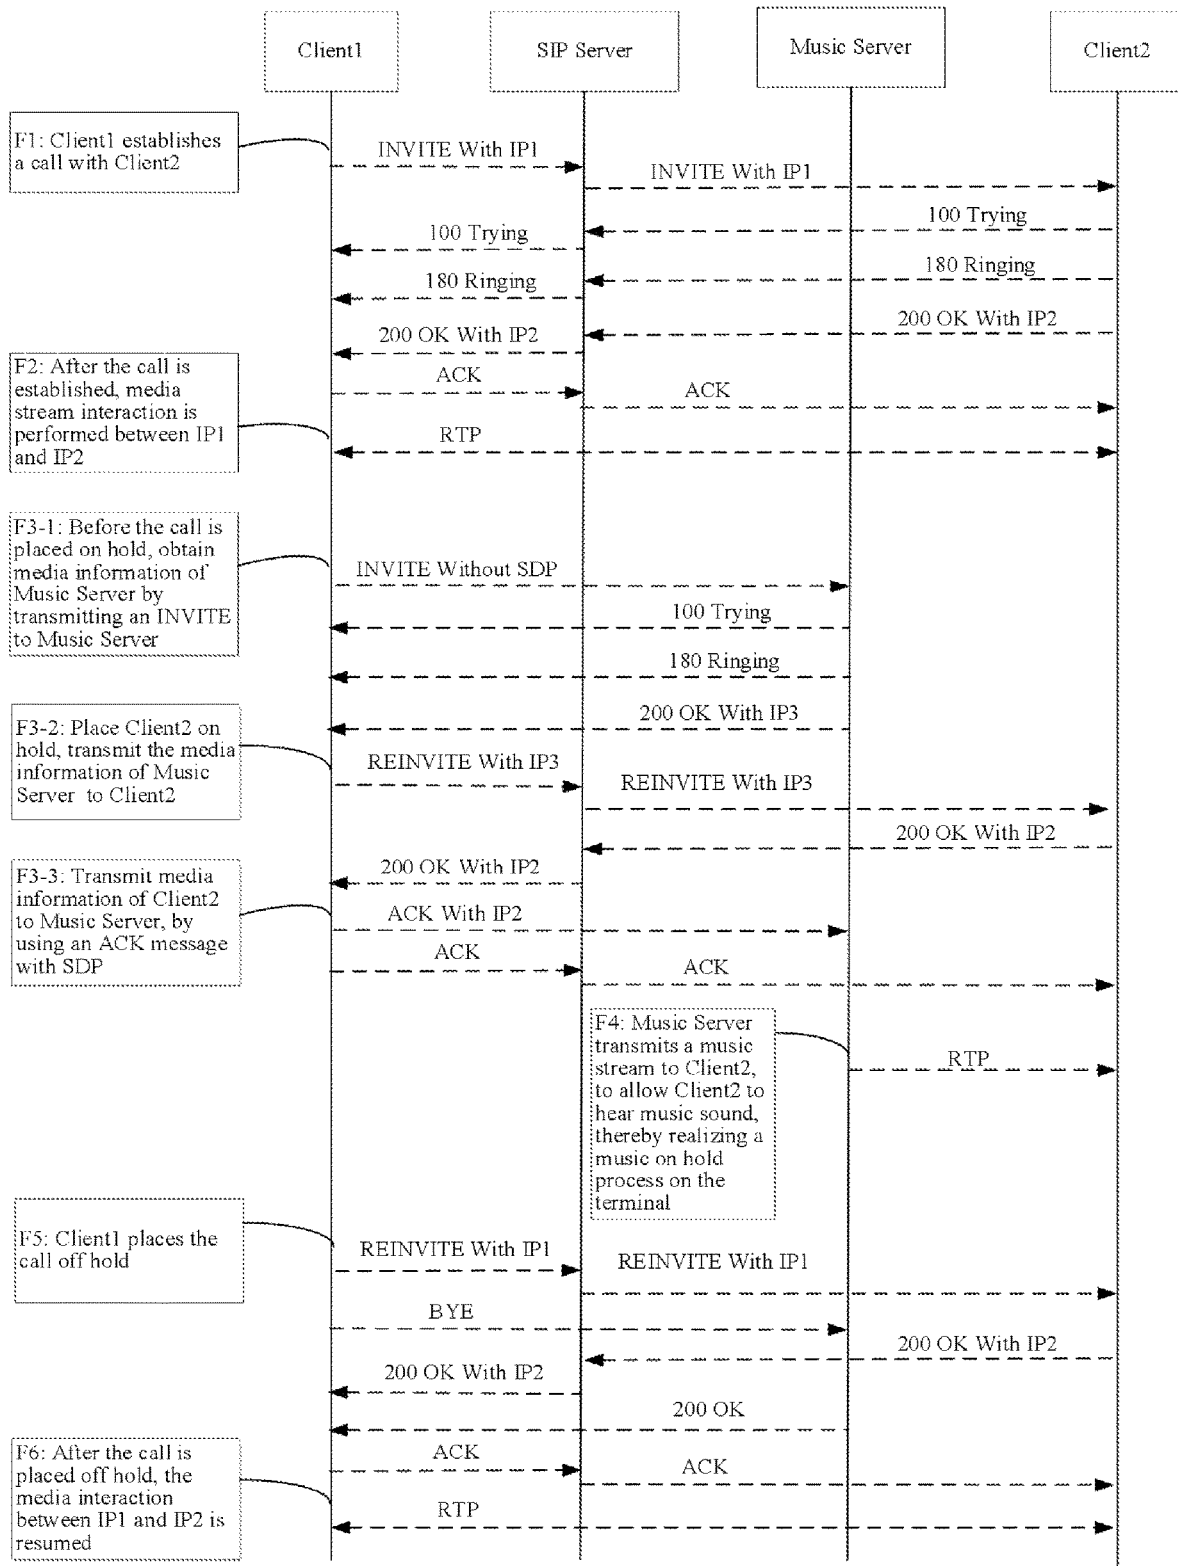 Client1
SIP Server
Music Server
Client2
F1: Client1 establishes
a call with Client2
INVITE With IP1
INVITE With IP1
100 Trying
100 Trying
180 Ringing
180 Ringing
200 OK With IP2
200 OK With IP2
F2: After the call is
established, media
stream interaction is
performed between IP1
and IP2
ACK
ACK
RTP
F3-1: Before the call is
placed on hold, obtain
media information of
Music Server by
transmitting an INVITE
to Music Server
INVITE Without SDP
100 Trying
180 Ringing
200 OK With IP3
F3-2: Place Client2 on
hold, transmit the media
information of Music
Server to Client2
REINVITE With IP3
REINVITE With IP3
200 OK With IP2
200 OK With IP2
F3-3: Transmit media
information of Client2
to Music Server, by
using an ACK message
with SDP
ACK With IP2
ACK
ACK
F4: Music Server
transmits a music
stream to Client2,
to allow Client2 to
hear music sound,
thereby realizing a
music on hold
process on the
terminal
RTP
F5: Client1 places the
call off hold
REINVITE With IP1
REINVITE With IP1
BYE
200 OK With IP2
200 OK With IP2
200 OK
F6: After the call is
placed off hold, the
media interaction
between IP1 and IP2 is
resumed
ACK
ACK
RTP